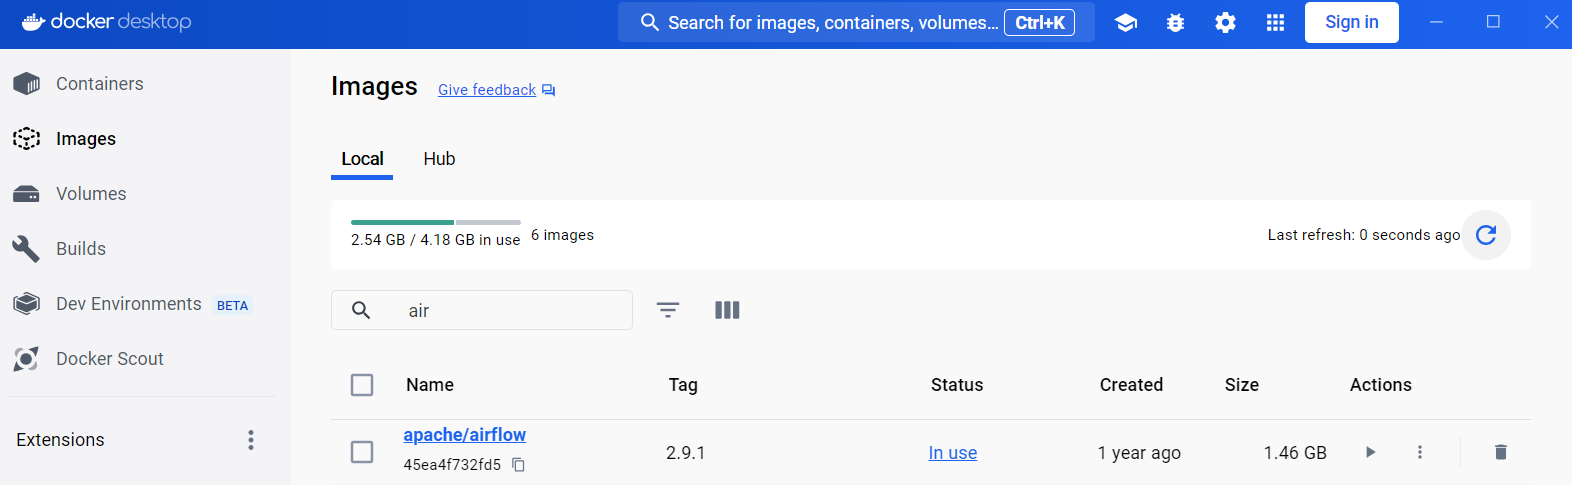 docker desktop
Search for images, containers, volumes... Ctrl+K
Sign in
Containers
Images
Volumes
Builds
Dev Environments BETA
Docker Scout
Extensions
Images Give feedback
Local Hub
2.54 GB / 4.18 GB in use 6 images
Last refresh: 0 seconds ago
air
Name Tag Status Created Size Actions
apache/airflow
45ea4f732fd5
2.9.1 In use 1 year ago 1.46 GB